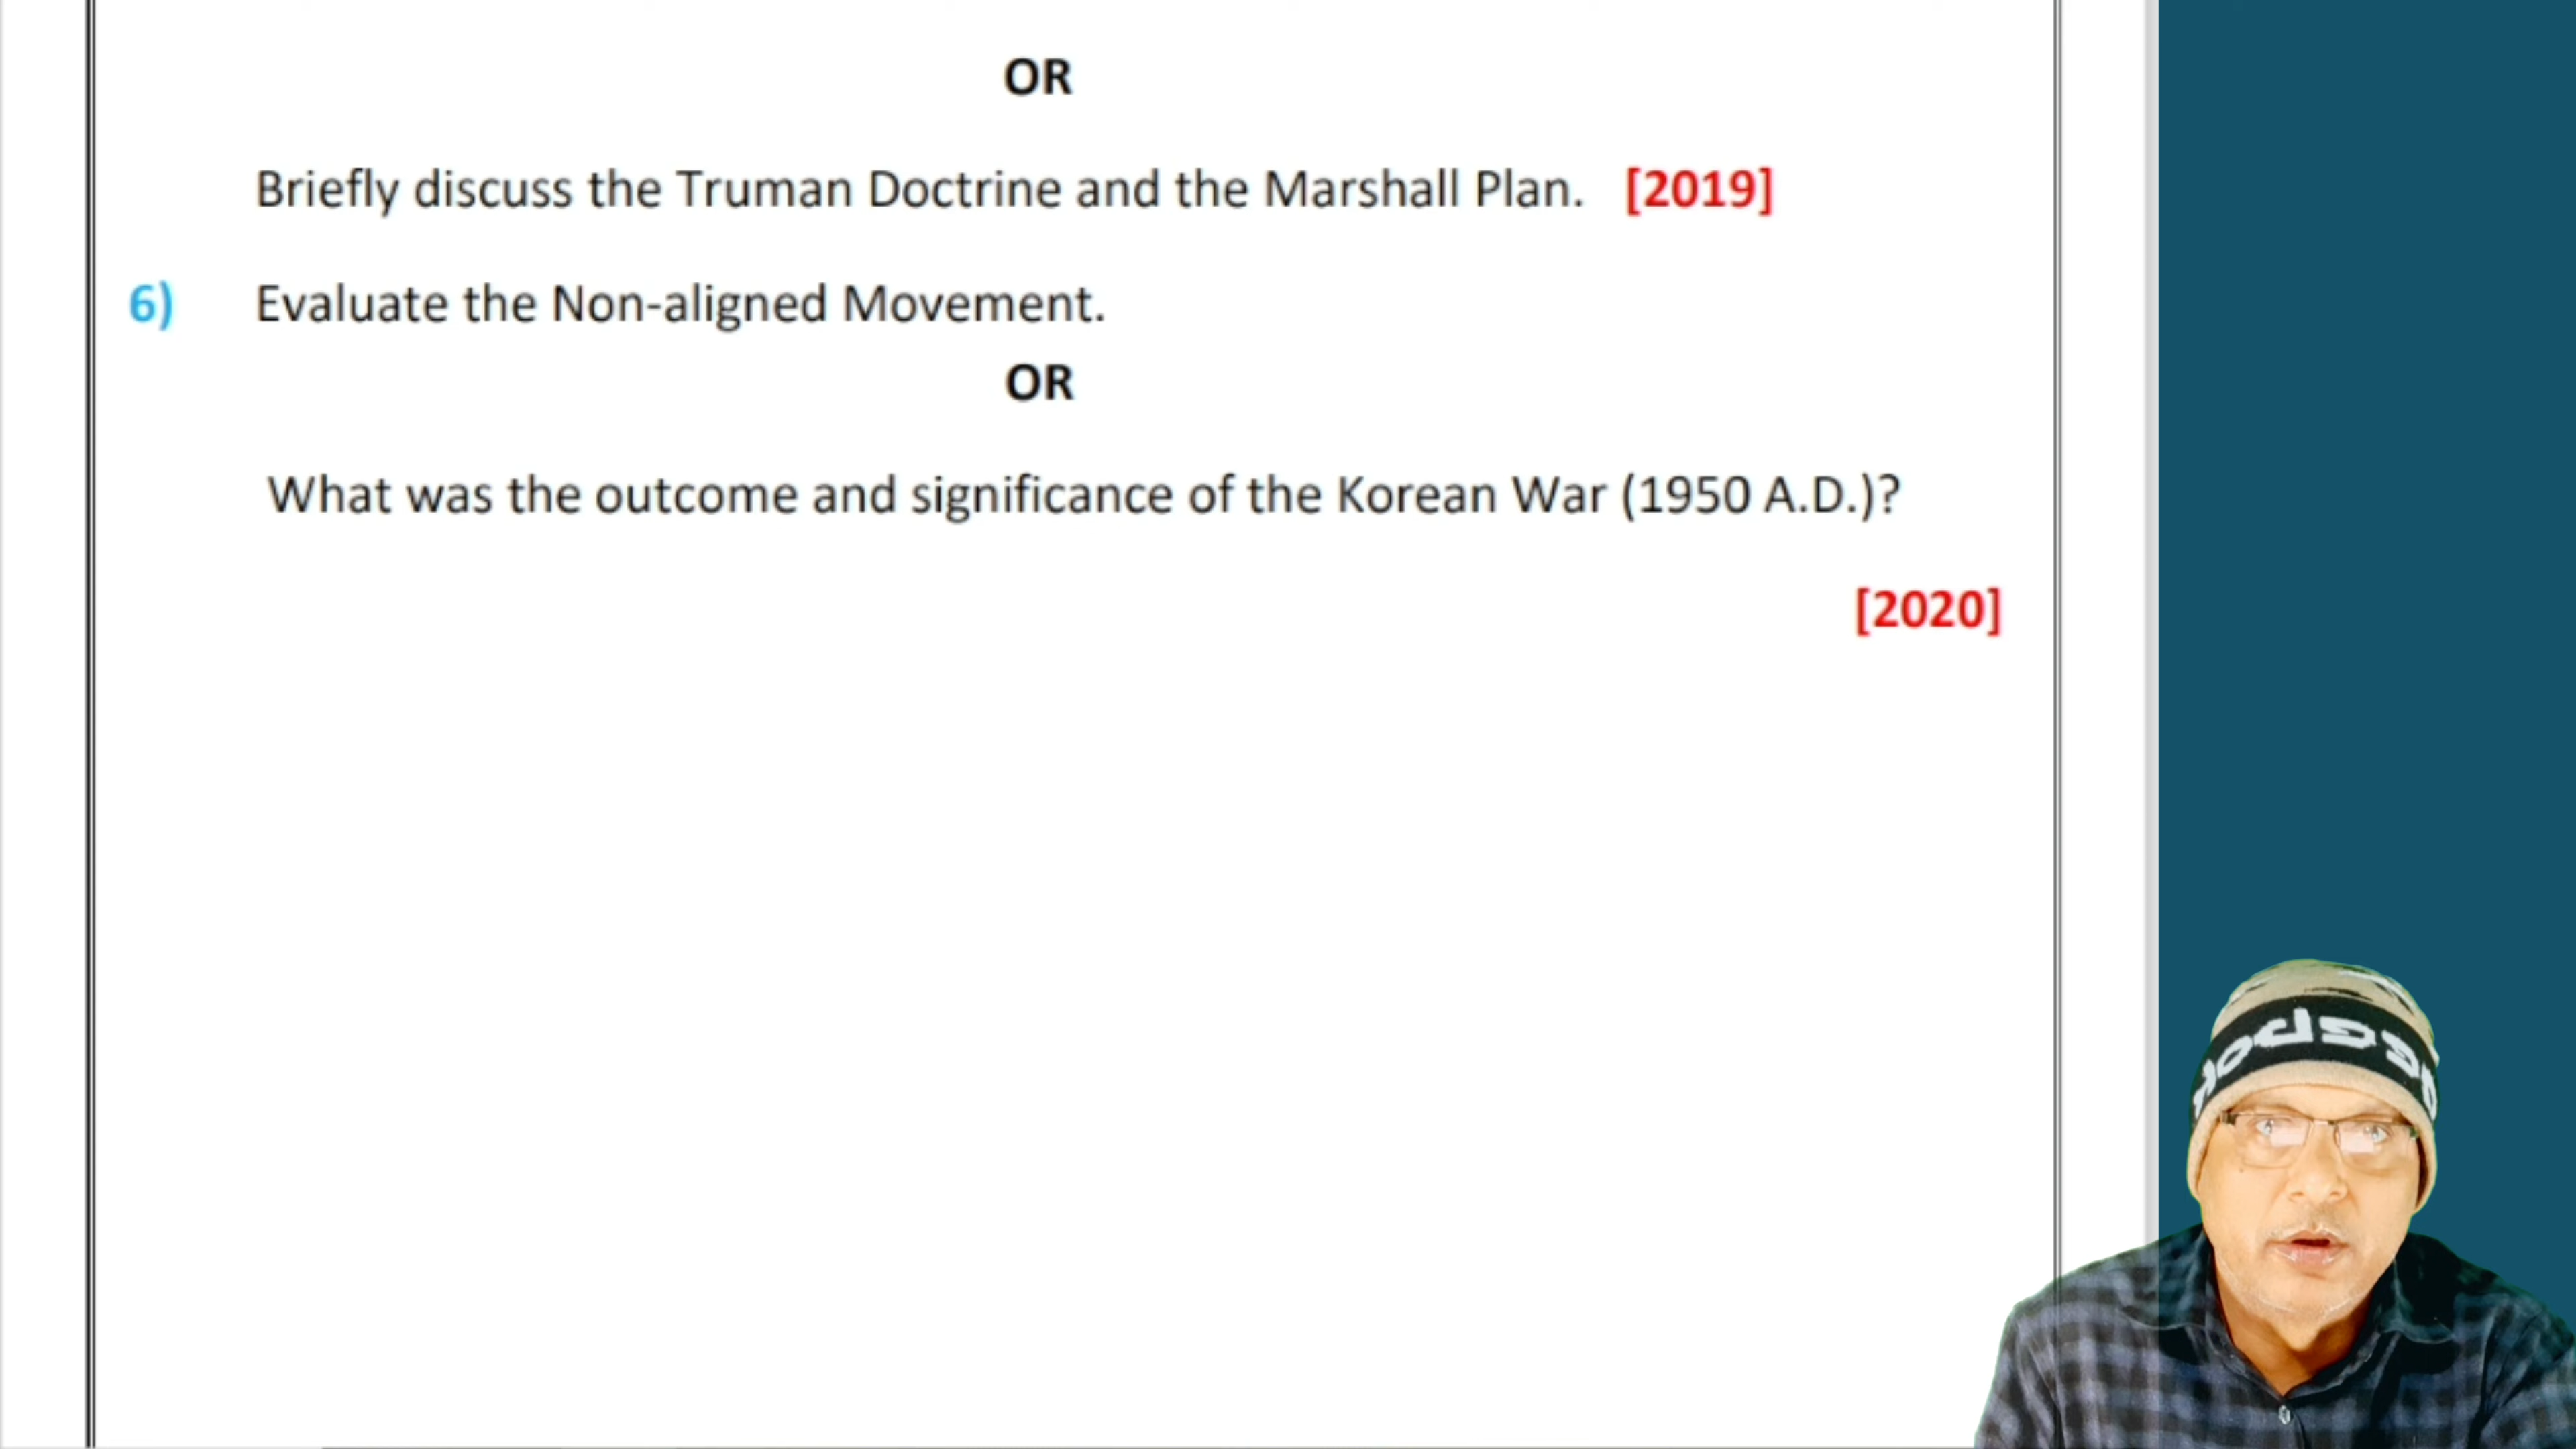 OR
Briefly discuss the Truman Doctrine and the Marshall Plan. [2019]
6) Evaluate the Non-aligned Movement.
OR
What was the outcome and significance of the Korean War (1950 A.D.)?
[2020]